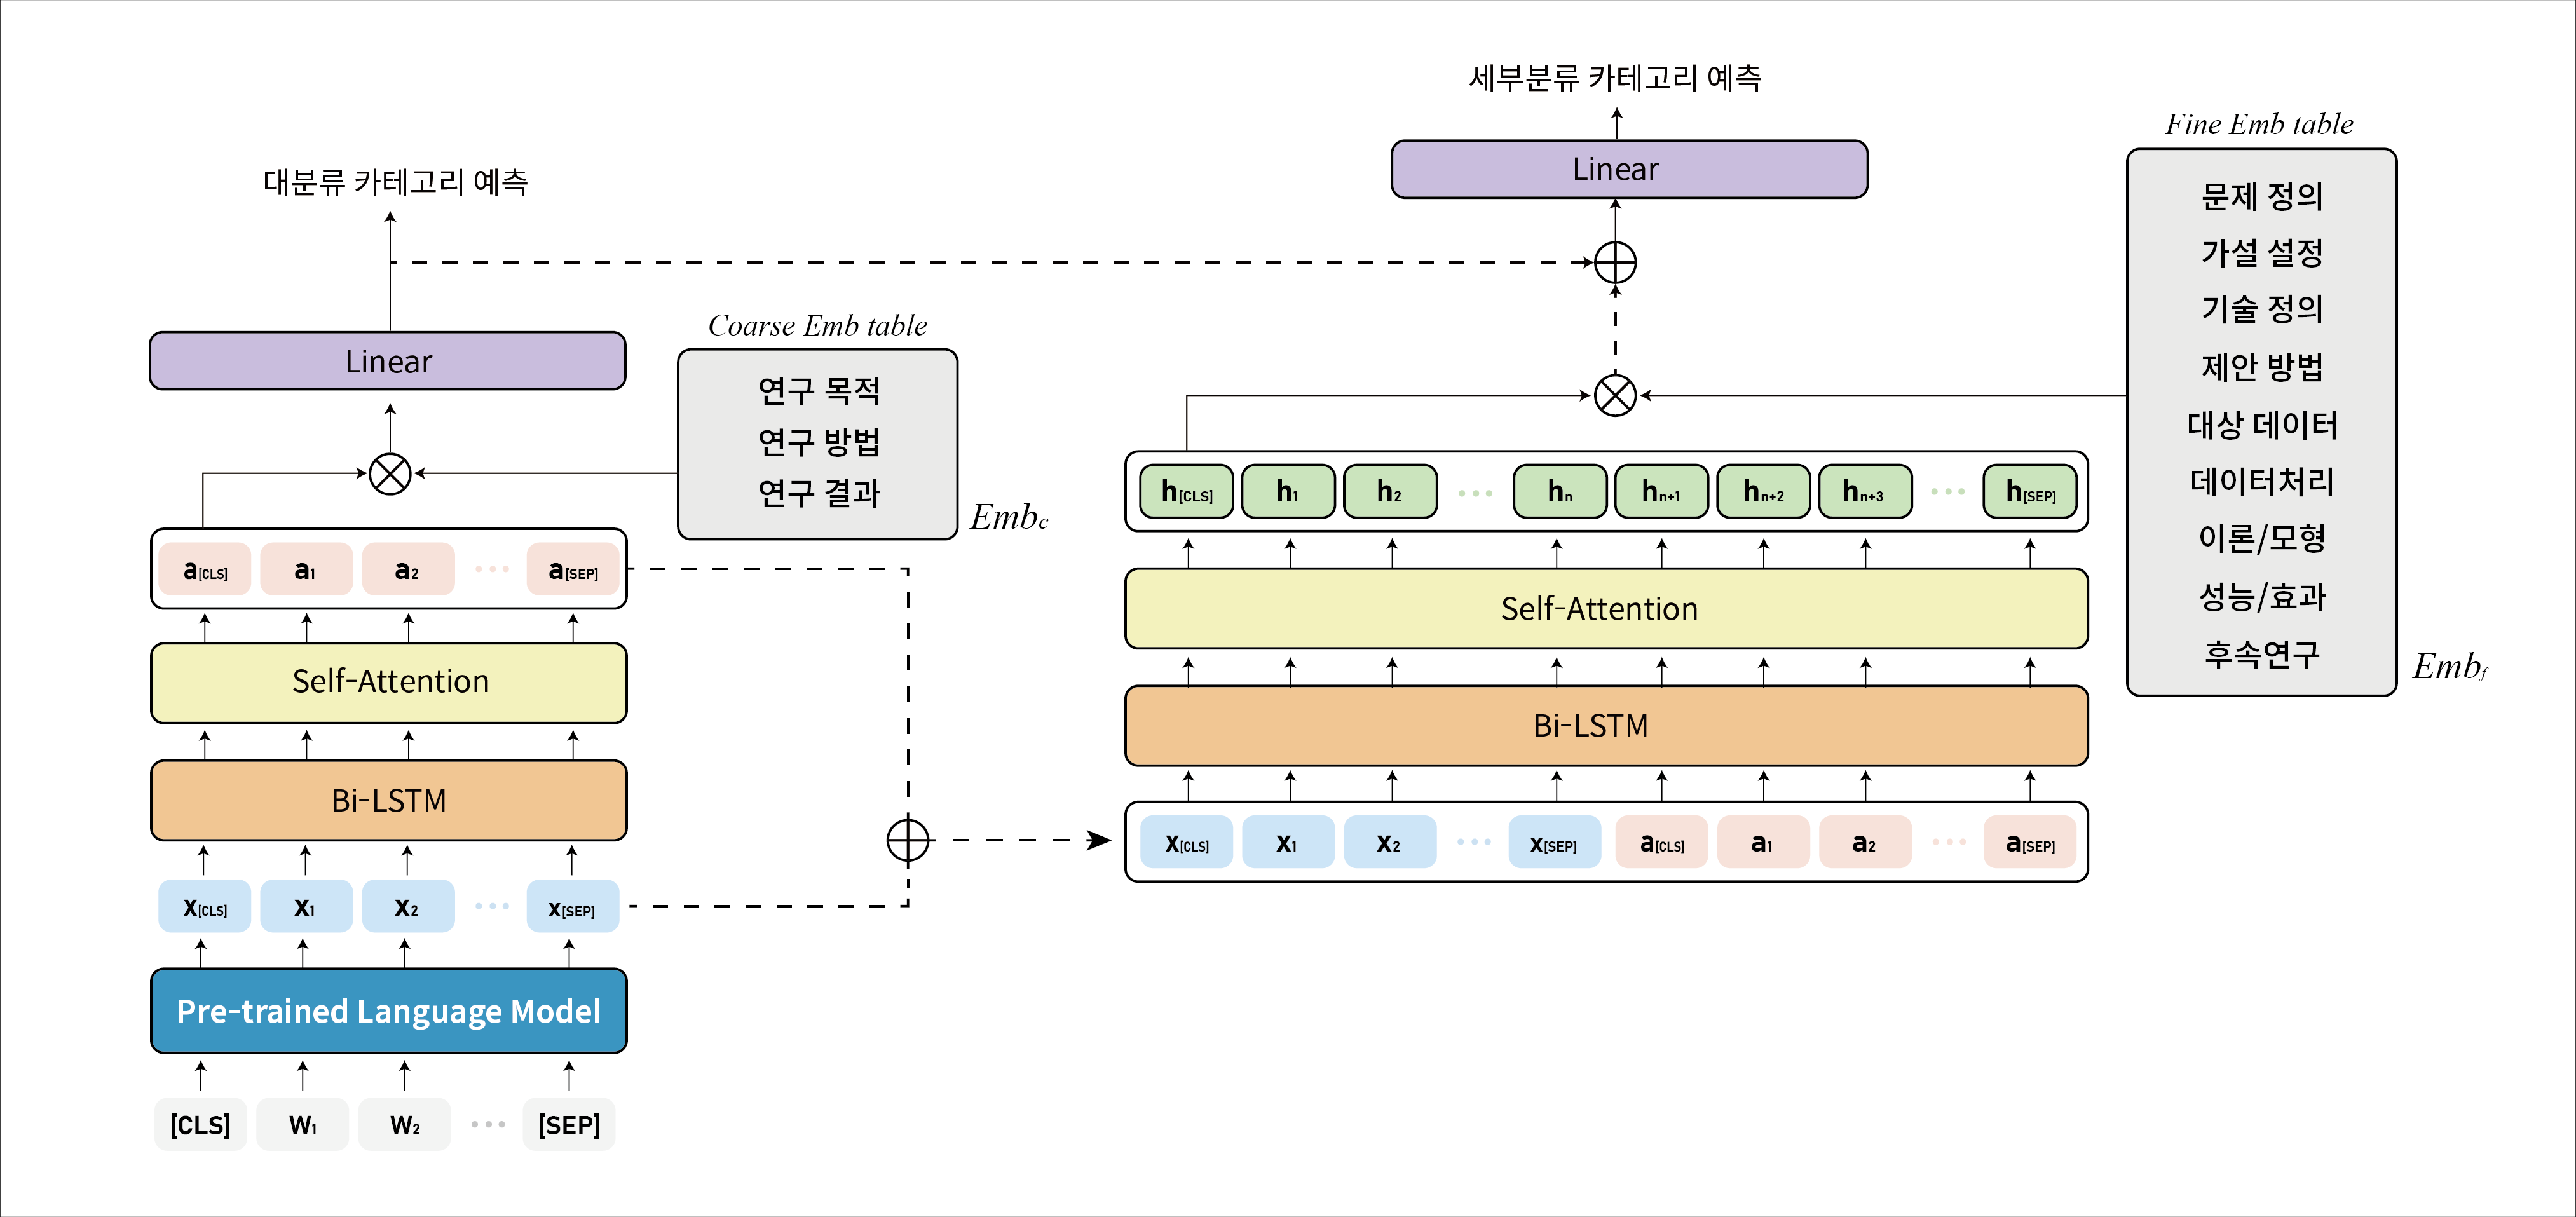 대분류 카테고리 예측
Linear
Coarse Emb table
연구 목적
연구 방법
연구 결과
Emb c
a[CLS] a1 a2 ··· a[SEP]
Self-Attention
Bi-LSTM
x[CLS] x1 x2 ··· x[SEP]
Pre-trained Language Model
[CLS] W1 W2 ··· [SEP]
세부분류 카테고리 예측
Linear
Fine Emb table
문제 정의
가설 설정
기술 정의
제안 방법
대상 데이터
데이터처리
이론/모형
성능/효과
후속연구
Emb f
h[CLS] h1 h2 ··· hn hn+1 hn+2 hn+3 ··· h[SEP]
Self-Attention
Bi-LSTM
x[CLS] x1 x2 ··· x[SEP] a[CLS] a1 a2 ··· a[SEP]